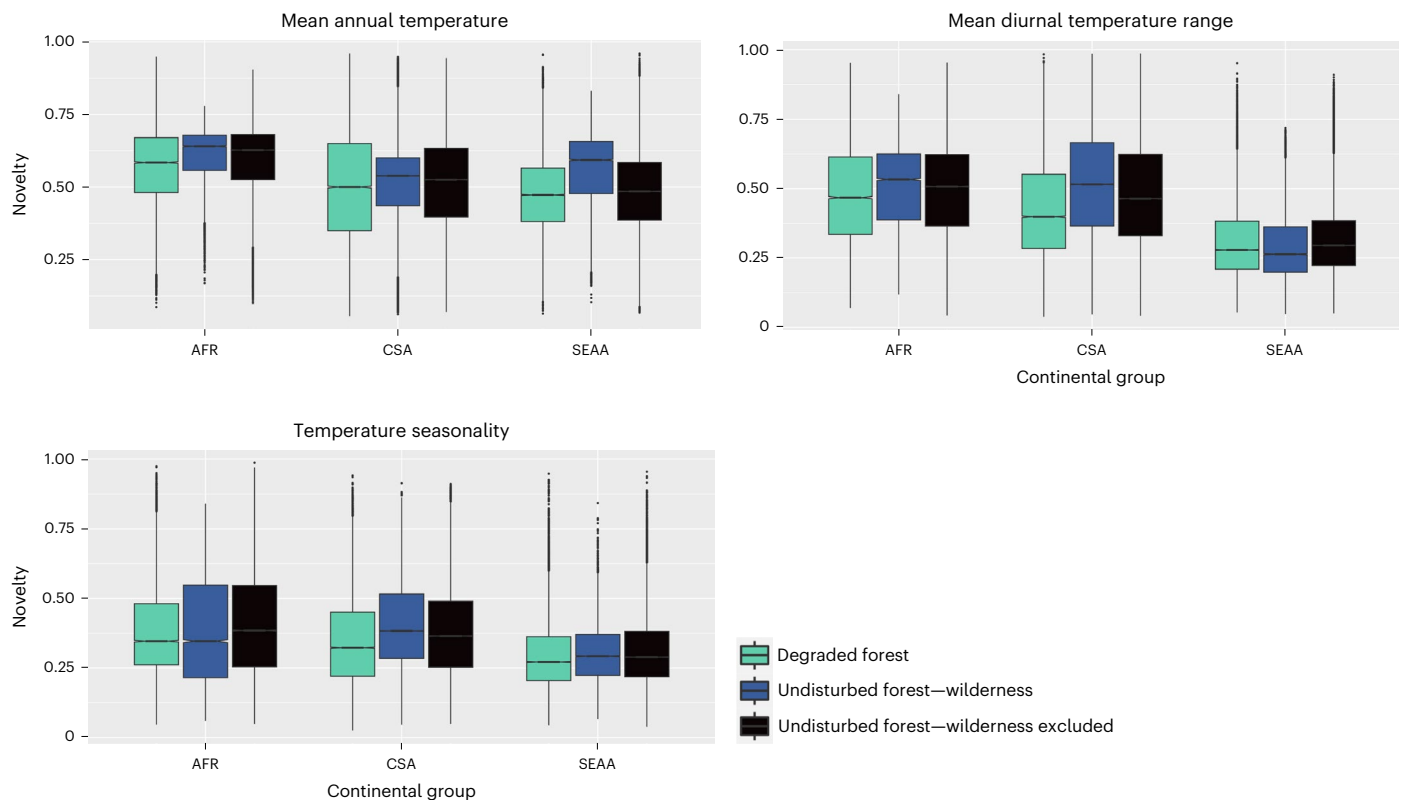 Mean annual temperature
Novelty
1.00
0.75
0.50
0.25
AFR CSA SEAA
Mean diurnal temperature range
1.00
0.75
0.50
0.25
0
AFR CSA SEAA
Continental group
Temperature seasonality
Novelty
1.00
0.75
0.50
0.25
0
AFR CSA SEAA
Continental group
Degraded forest
Undisturbed forest—wilderness
Undisturbed forest—wilderness excluded